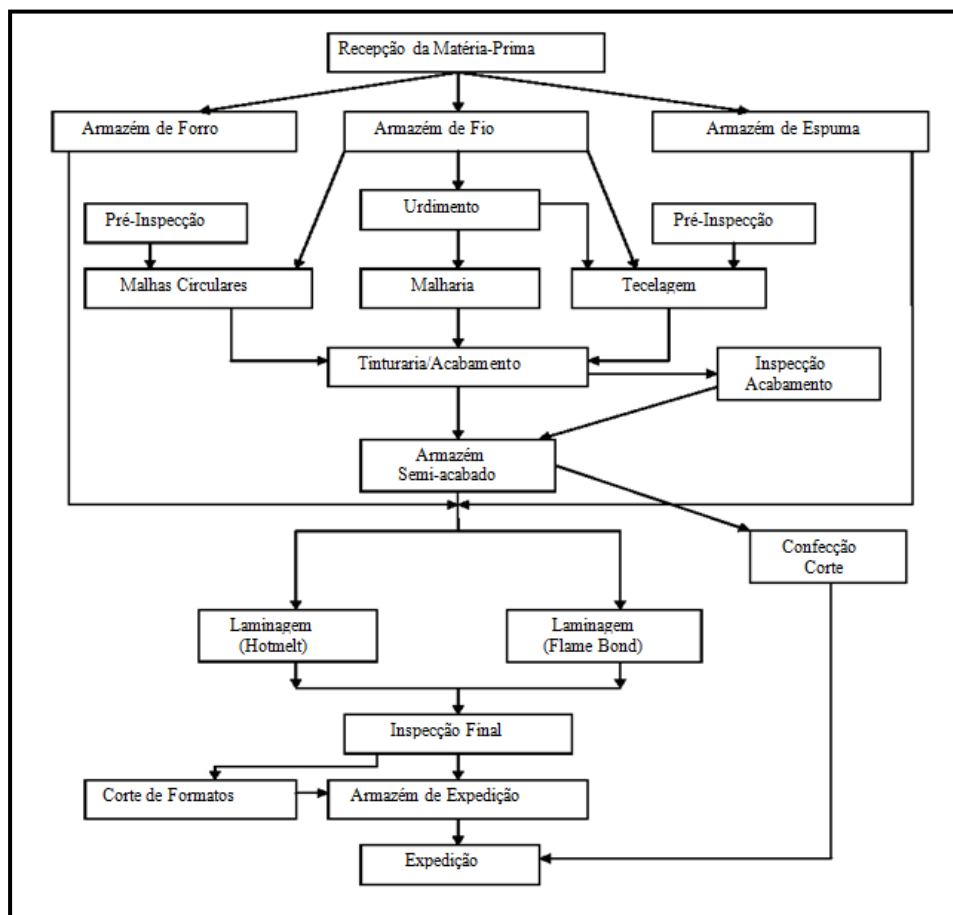 Recepção da Matéria-Prima
Armazém de Forro
Armazém de Fio
Armazém de Espuma
Urdimento
Pré-Inspecção
Pré-Inspecção
Malhas Circulares
Malharia
Tecelagem
Tinturaria/Acabamento
Inspecção
Acabamento
Armazém
Semi-acabado
Confecção
Corte
Laminagem
(Hotmelt)
Laminagem
(Flame Bond)
Inspecção Final
Corte de Formatos
Armazém de Expedição
Expedição